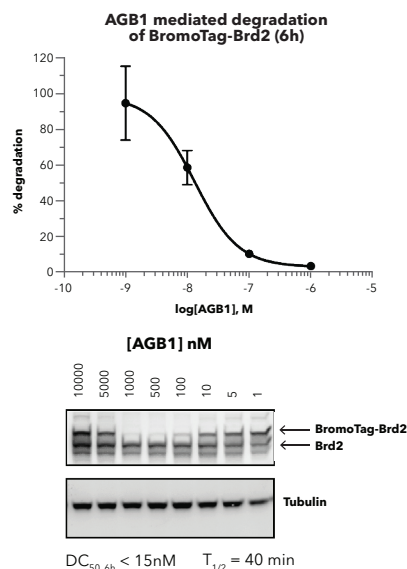 AGB1 mediated degradation
of BromoTag-Brd2 (6h)
120
100
80
60
40
20
0
% degradation
-10 -9 -8 -7 -6 -5
log[AGB1], M
[AGB1] nM
10000 5000 1000 500 100 10 5 1
BromoTag-Brd2
Brd2
Tubulin
DC50, 6h < 15nM T1/2 = 40 min